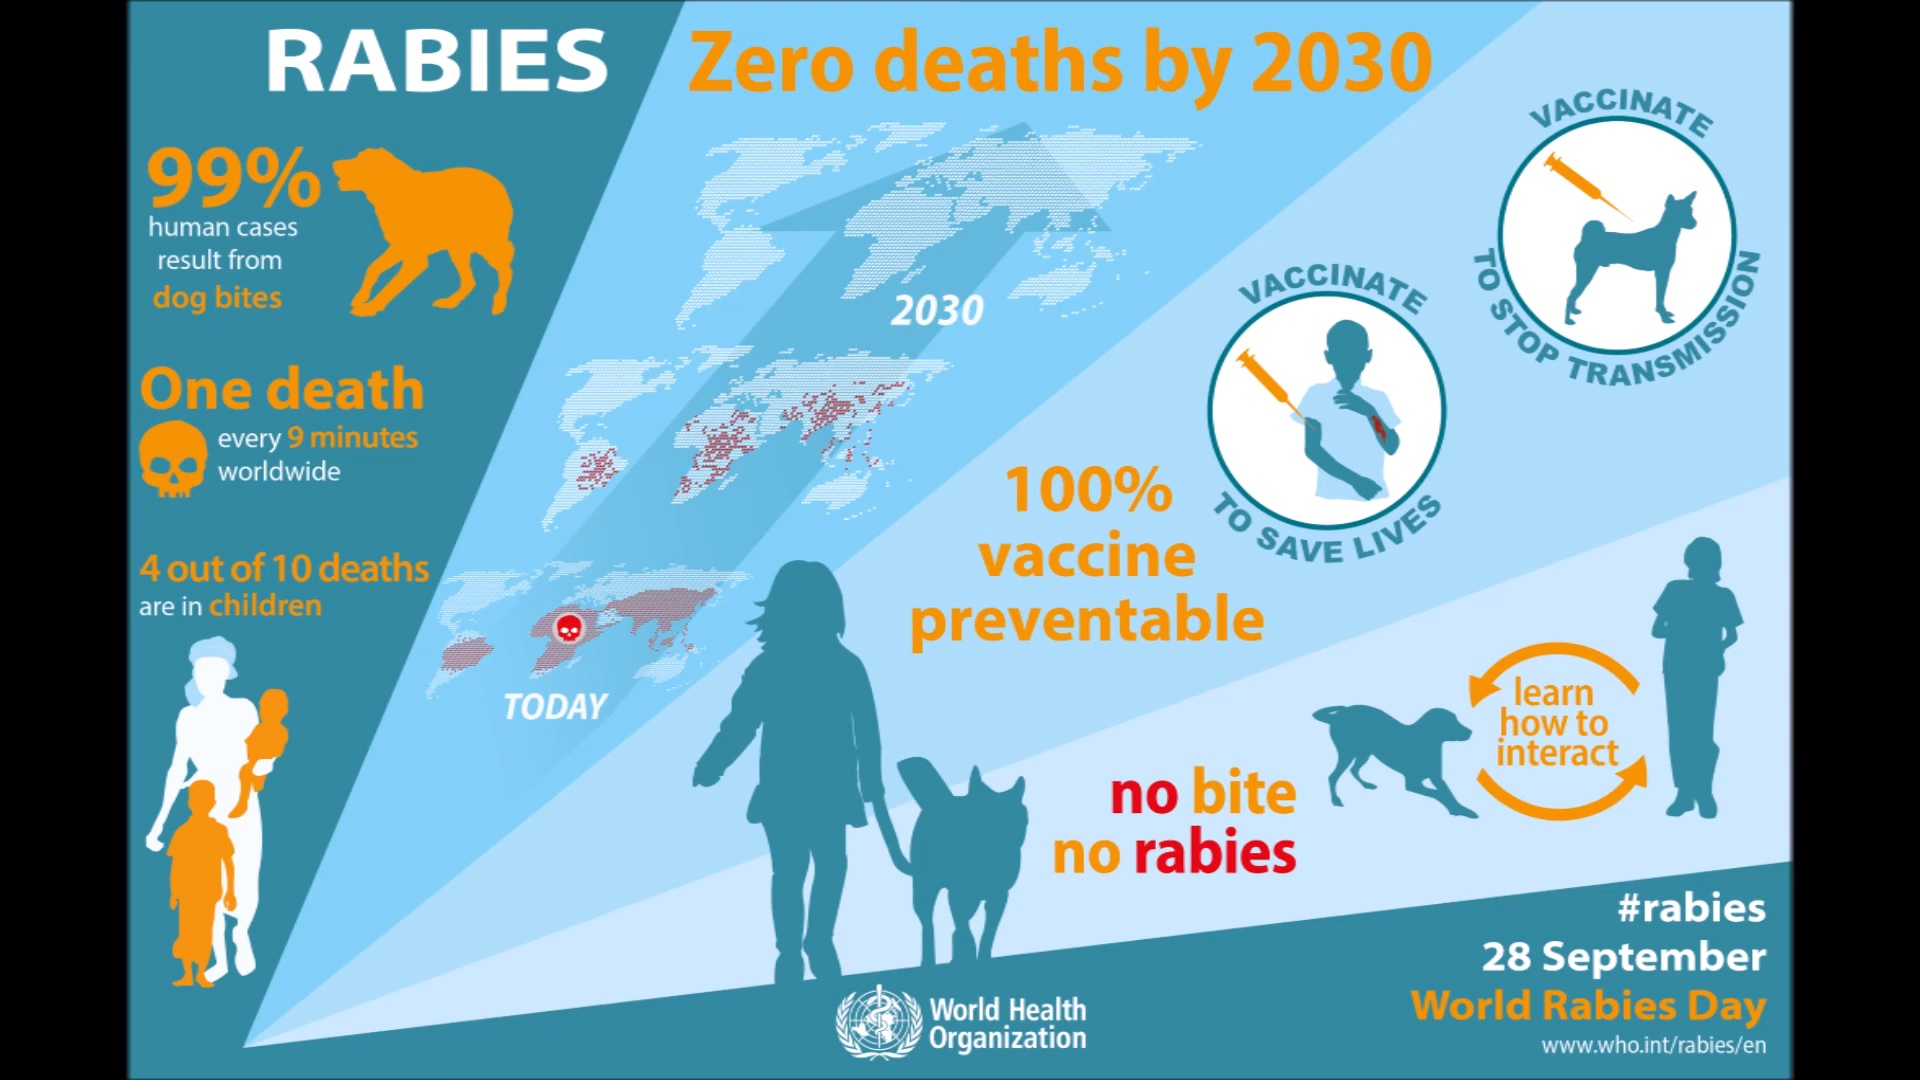 RABIES
Zero deaths by 2030
99%
human cases
result from
dog bites
One death
every 9 minutes
worldwide
4 out of 10 deaths
are in children
2030
TODAY
VACCINATE
TO STOP TRANSMISSION
VACCINATE
TO SAVE LIVES
100%
vaccine
preventable
learn
how to
interact
no bite
no rabies
#rabies
28 September
World Rabies Day
www.who.int/rabies/en
World Health
Organization